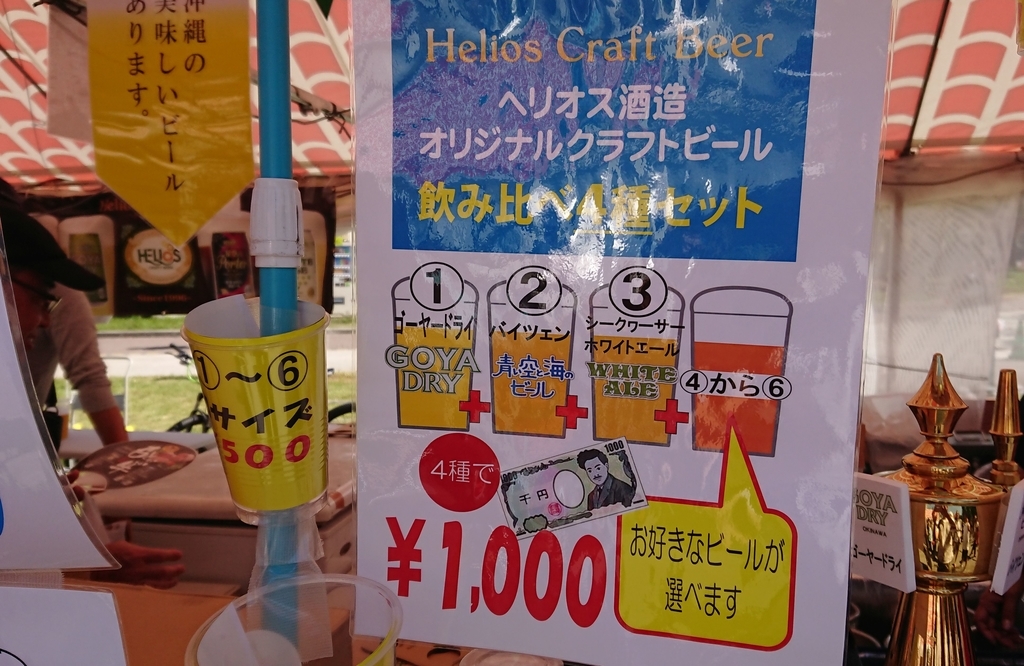 沖縄の
美味しいビール
あります。
HELIOS
①～⑥
サイズ
500
Helios Craft Beer
ヘリオス酒造
オリジナルクラフトビール
飲み比べ4種セット
①
ゴーヤードライ
GOYA
DRY
+
②
バイツェン
青い空と海の
ビール
+
③
シークヮーサー
ホワイトエール
WHITE
ALE
+
④から⑥
4種で
1000
千円
¥1,000
お好きなビールが
選べます
GOYA
DRY
OKINAWA
ゴーヤードライ